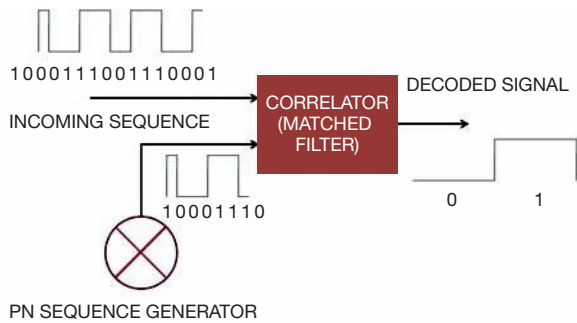 1000111001110001
INCOMING SEQUENCE
CORRELATOR
(MATCHED
FILTER)
DECODED SIGNAL
0 1
10001110
PN SEQUENCE GENERATOR